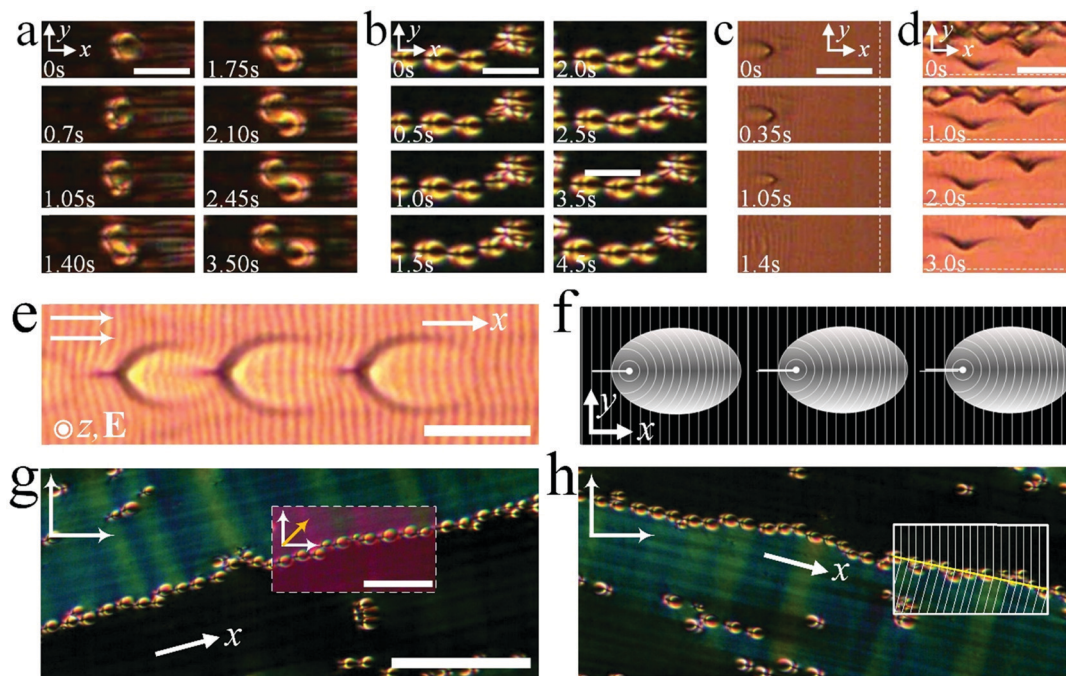 a
y
x
0s
0.7s
1.05s
1.40s
1.75s
2.10s
2.45s
3.50s
b
y
x
0s
0.5s
1.0s
1.5s
2.0s
2.5s
3.5s
4.5s
c
y
x
0s
0.35s
1.05s
1.4s
d
y
x
0s
1.0s
2.0s
3.0s
e
x
z, E
f
y
x
g
x
h
x